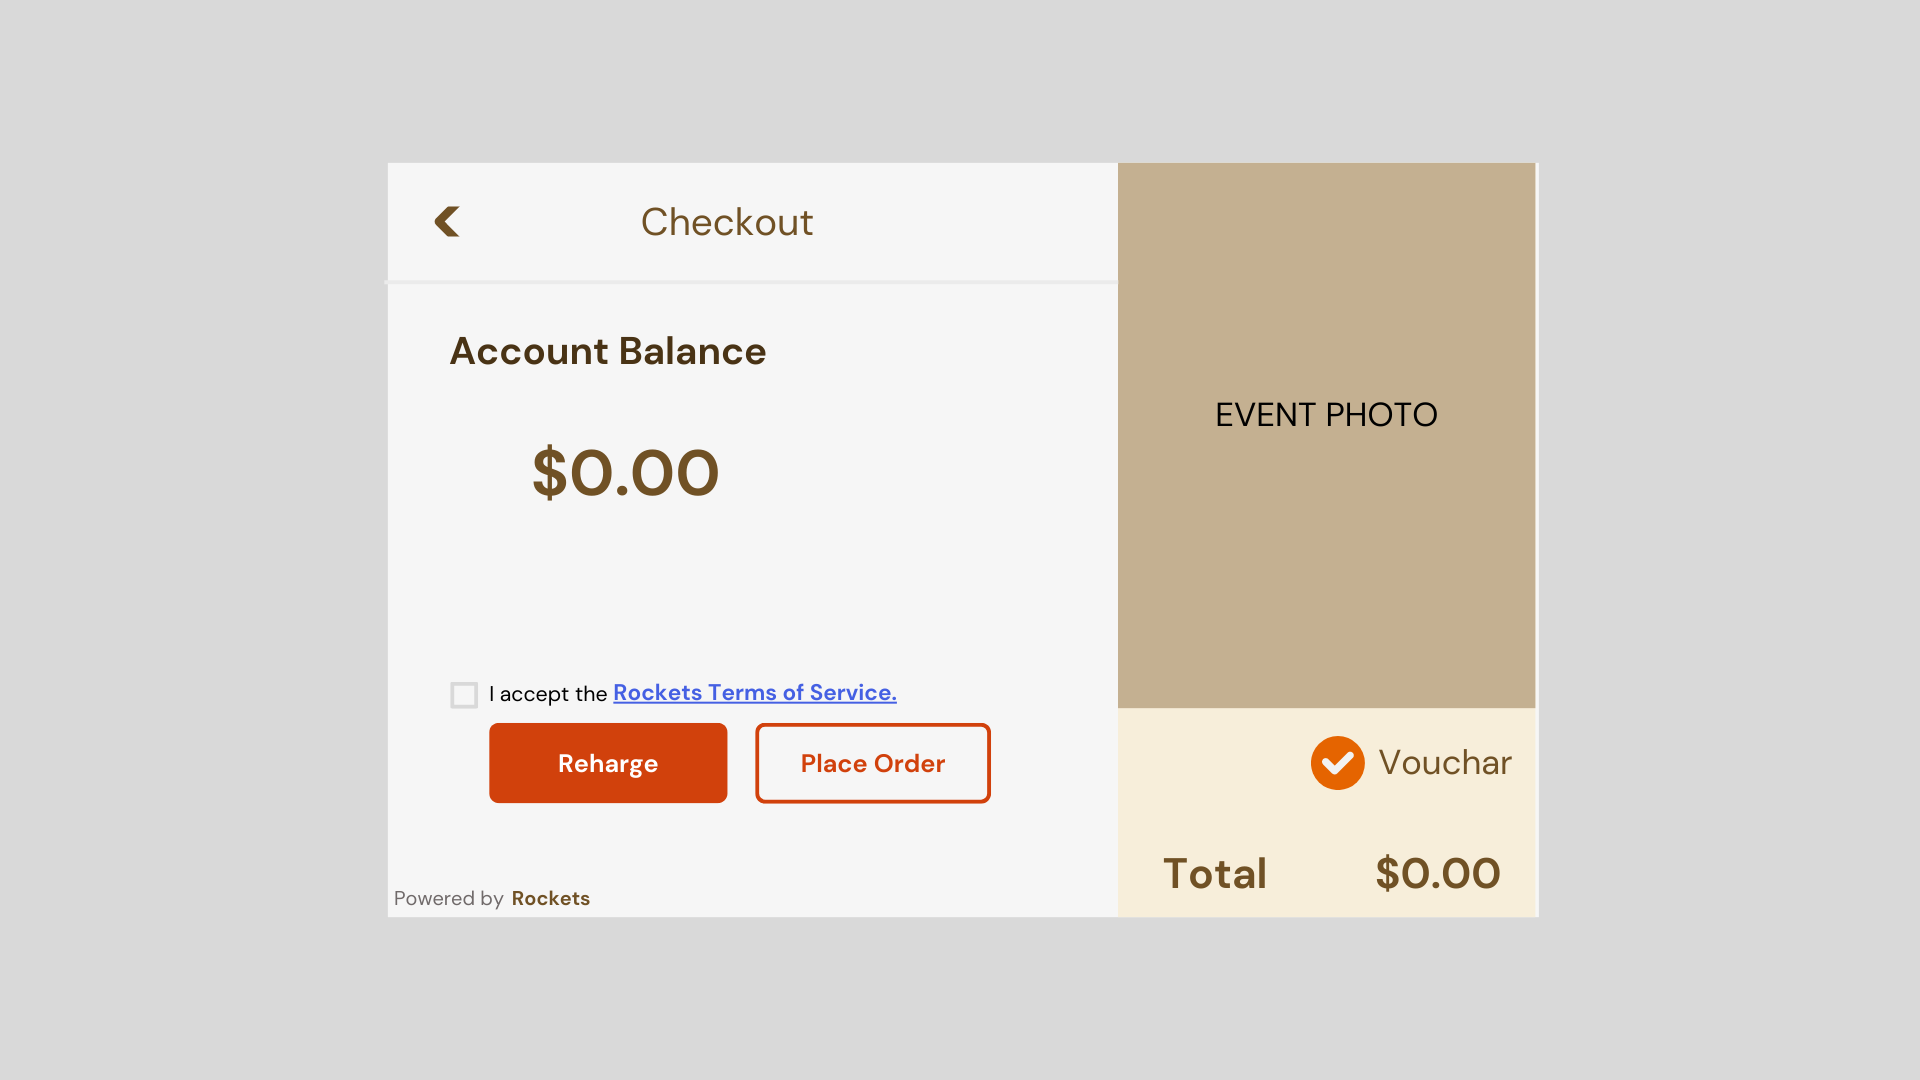 Checkout
Account Balance
$0.00
I accept the Rockets Terms of Service.
Reharge
Place Order
Powered by Rockets
EVENT PHOTO
Vouchar
Total $0.00